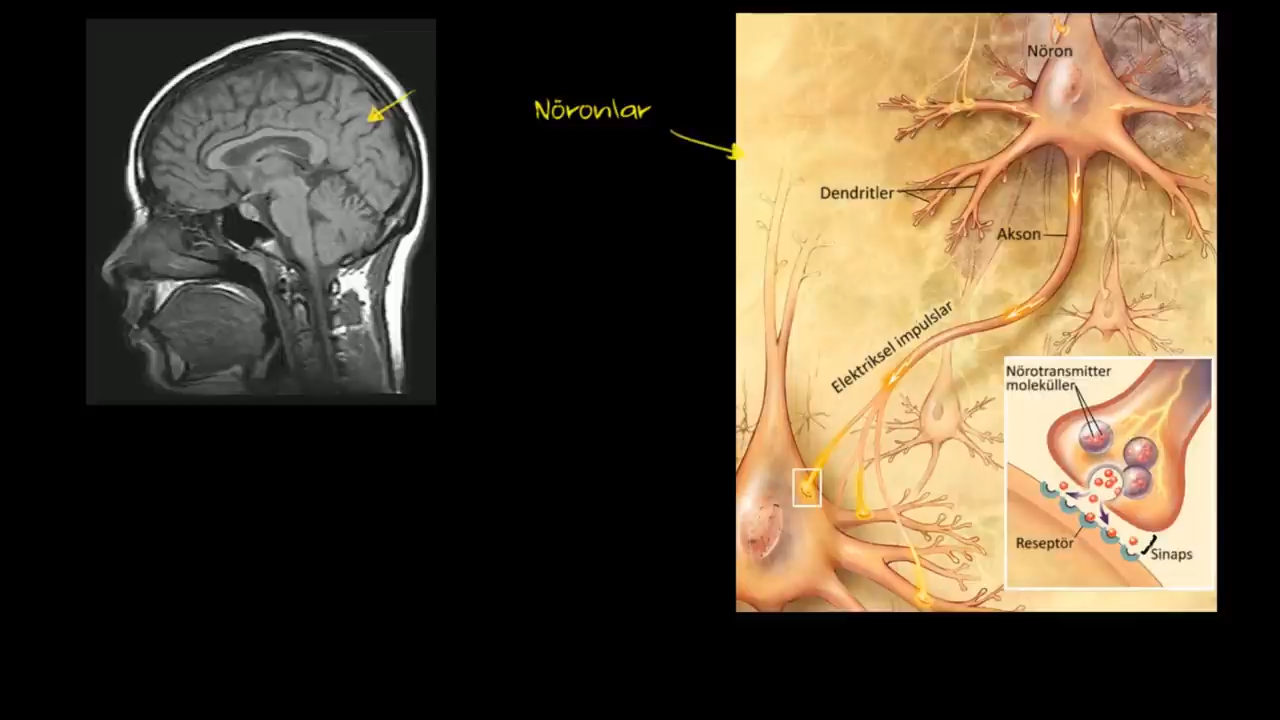 Nöronlar
Nöron
Dendritler
Akson
Elektriksel impulslar
Nörotransmitter
moleküller
Reseptör
Sinaps